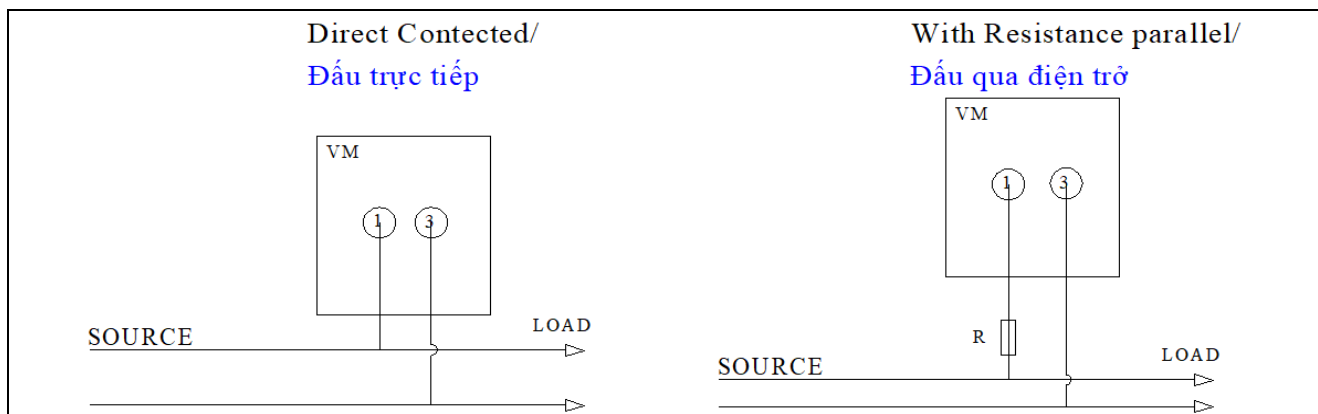 Direct Contected/
Đấu trực tiếp
VM
1 3
SOURCE
LOAD
With Resistance parallel/
Đấu qua điện trở
VM
1 3
R
SOURCE
LOAD